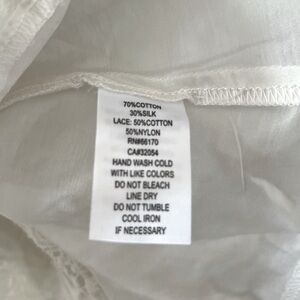 70%COTTON
30%SILK
LACE: 50%COTTON
50%NYLON
RN#66170
CA#32054
HAND WASH COLD
WITH LIKE COLORS
DO NOT BLEACH
LINE DRY
DO NOT TUMBLE
COOL IRON
IF NECESSARY